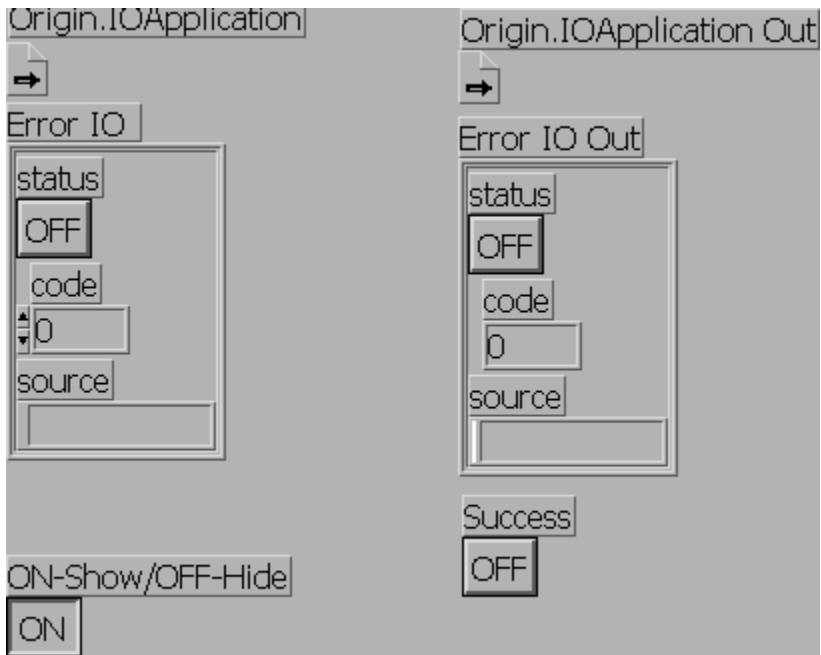 Origin.IOApplication
Error IO
status
OFF
code
0
source
ON-Show/OFF-Hide
ON
Origin.IOApplication Out
Error IO Out
status
OFF
code
0
source
Success
OFF